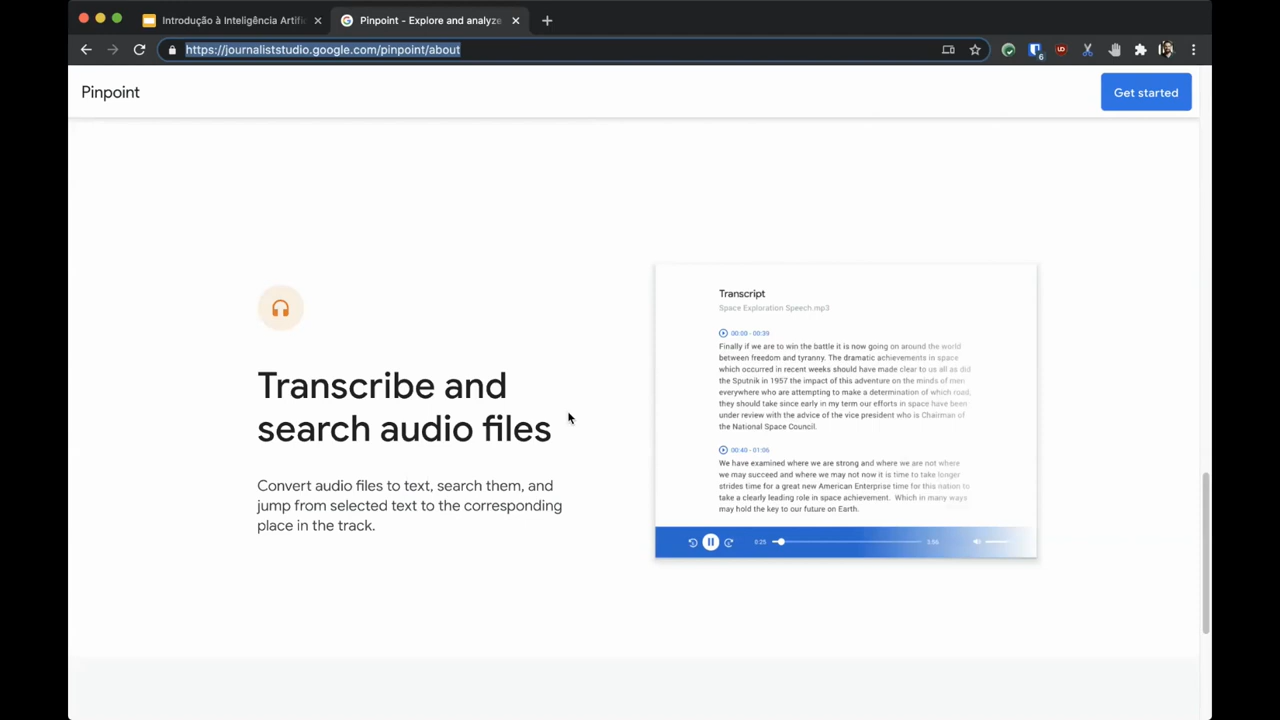 Introdução à Inteligência Artifi
Pinpoint - Explore and analyze
https://journaliststudio.google.com/pinpoint/about
6
Pinpoint
Get started
Transcribe and
search audio files
Convert audio files to text, search them, and
jump from selected text to the corresponding
place in the track.
Transcript
Space Exploration Speech.mp3
00:00 - 00:39
Finally if we are to win the battle it is now going on around the world
between freedom and tyranny. The dramatic achievements in space
which occurred in recent weeks should have made clear to us all as did
the Sputnik in 1957 the impact of this adventure on the minds of men
everywhere who are attempting to make a determination of which road,
they should take since early in my term our efforts in space have been
under review with the advice of the vice president who is Chairman of
the National Space Council.
00:40 - 01:06
We have examined where we are strong and where we are not where
we may succeed and where we may not now it is time to take longer
strides time for a great new American Enterprise time for this nation to
take a clearly leading role in space achievement. Which in many ways
may hold the key to our future on Earth.
0:25